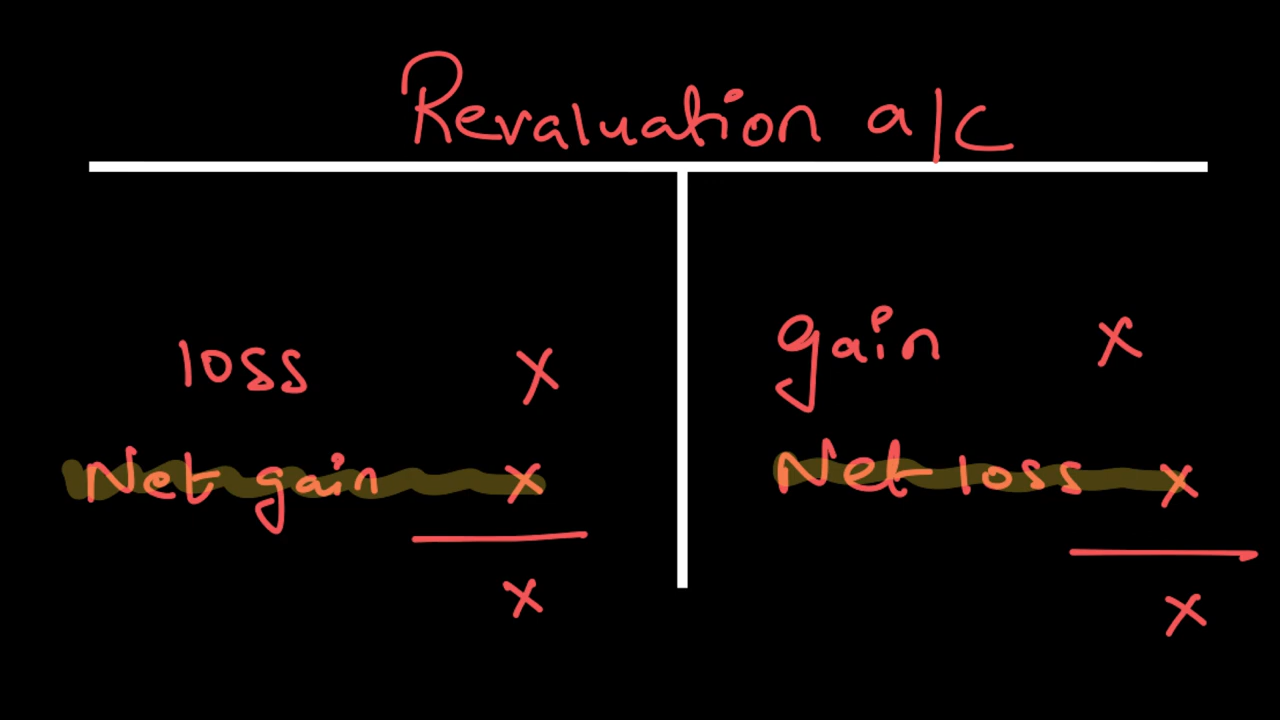 Revaluation a/c
loss x
Net gain x
x
gain x
Net loss x
x